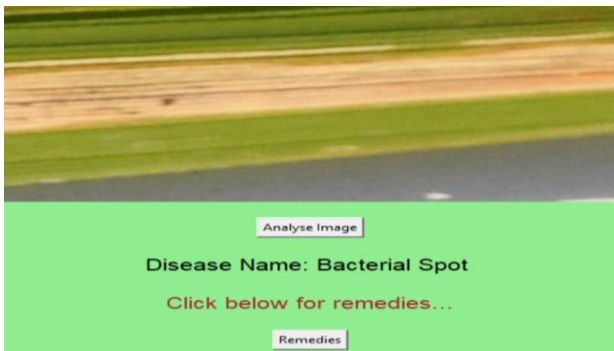 Analyse Image
Disease Name: Bacterial Spot
Click below for remedies...
Remedies